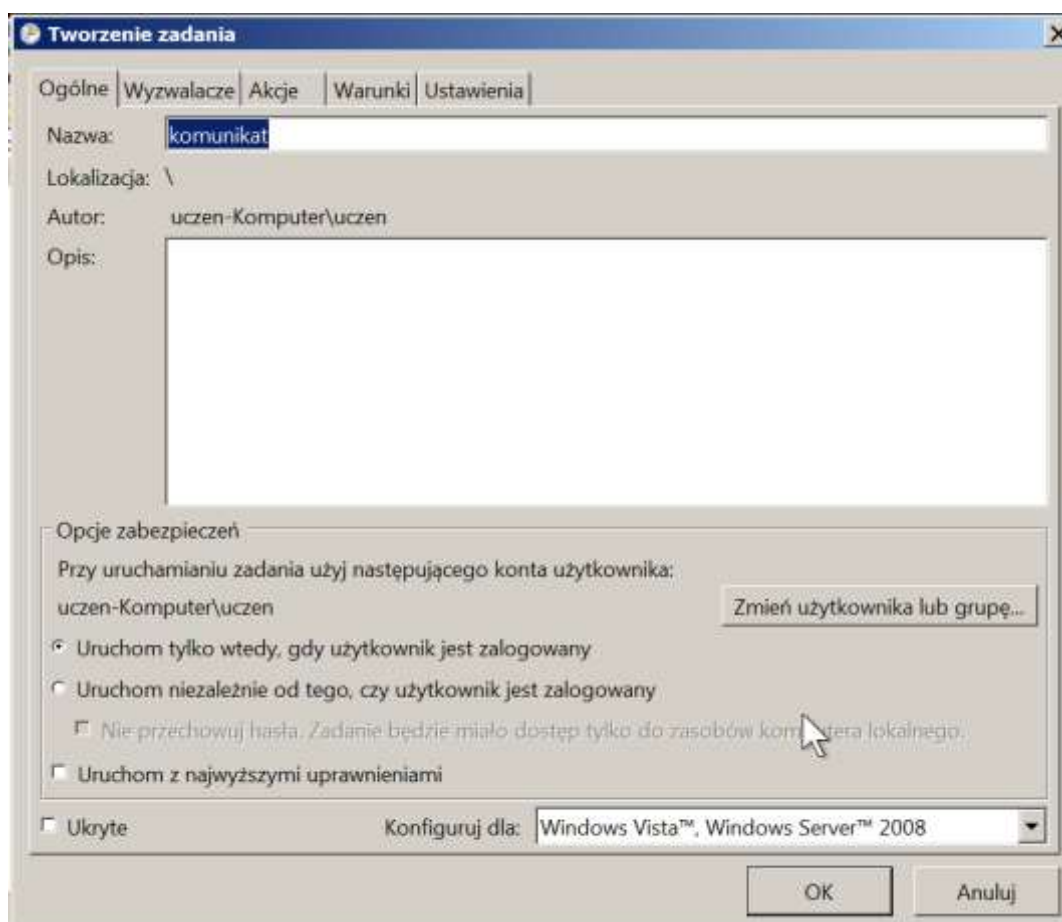 Tworzenie zadania
Ogólne Wyzwalacze Akcje Warunki Ustawienia
Nazwa: komunikat
Lokalizacja: \
Autor: uczen-Komputer\uczen
Opis:
Opcje zabezpieczeń
Przy uruchamianiu zadania użyj następującego konta użytkownika:
uczen-Komputer\uczen Zmień użytkownika lub grupę...
Uruchom tylko wtedy, gdy użytkownik jest zalogowany
Uruchom niezależnie od tego, czy użytkownik jest zalogowany
Nie przechowuj hasła. Zadanie będzie miało dostęp tylko do zasobów komputera lokalnego.
Uruchom z najwyższymi uprawnieniami
Ukryte Konfiguruj dla: Windows Vista™, Windows Server™ 2008
OK Anuluj